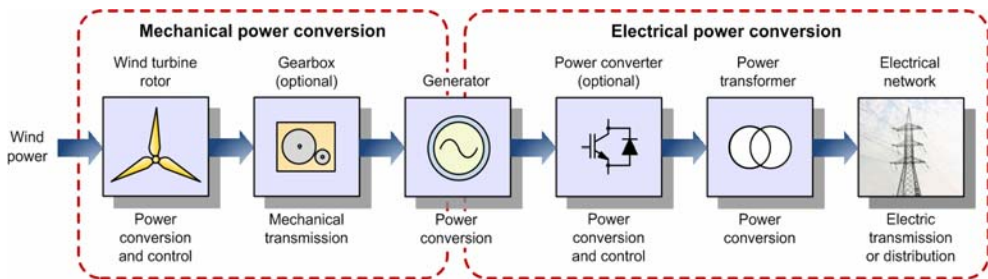 Mechanical power conversion
Electrical power conversion
Wind turbine
rotor
Gearbox
(optional)
Generator
Power converter
(optional)
Power
transformer
Electrical
network
Wind
power
Power
conversion
and control
Mechanical
transmission
Power
conversion
Power
conversion
and control
Power
conversion
Electric
transmission
or distribution